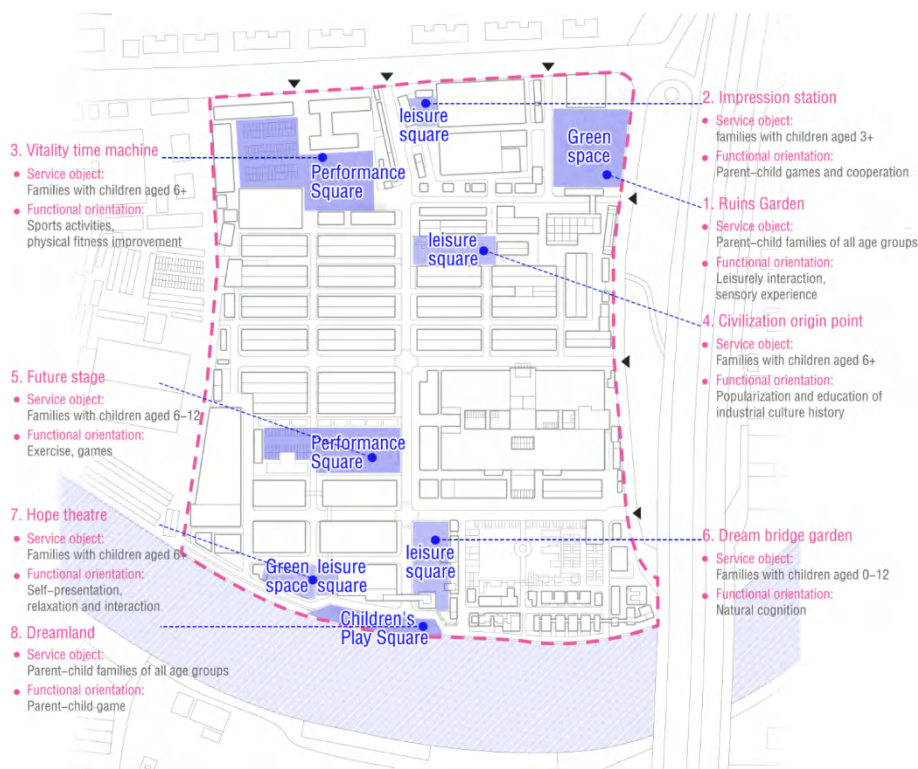 2. Impression station
Service object:
families with children aged 3+
Functional orientation:
Parent-child games and cooperation
1. Ruins Garden
Service object:
Parent-child families of all age groups
Functional orientation:
Leisurely interaction,
sensory experience
4. Civilization origin point
Service object:
Families with children aged 6+
Functional orientation:
Popularization and education of
industrial culture history
6. Dream bridge garden
Service object:
Families with children aged 0-12
Functional orientation:
Natural cognition
3. Vitality time machine
Service object:
Families with children aged 6+
Functional orientation:
Sports activities,
physical fitness improvement
5. Future stage
Service object:
Families with children aged 6-12
Functional orientation:
Exercise, games
7. Hope theatre
Service object:
Families with children aged 6+
Functional orientation:
Self-presentation,
relaxation and interaction
8. Dreamland
Service object:
Parent-child families of all age groups
Functional orientation:
Parent-child game
leisure
square
Green
space
Performance
Square
leisure
square
Performance
Square
leisure
square
Green
space
leisure
square
Children's
Play Square